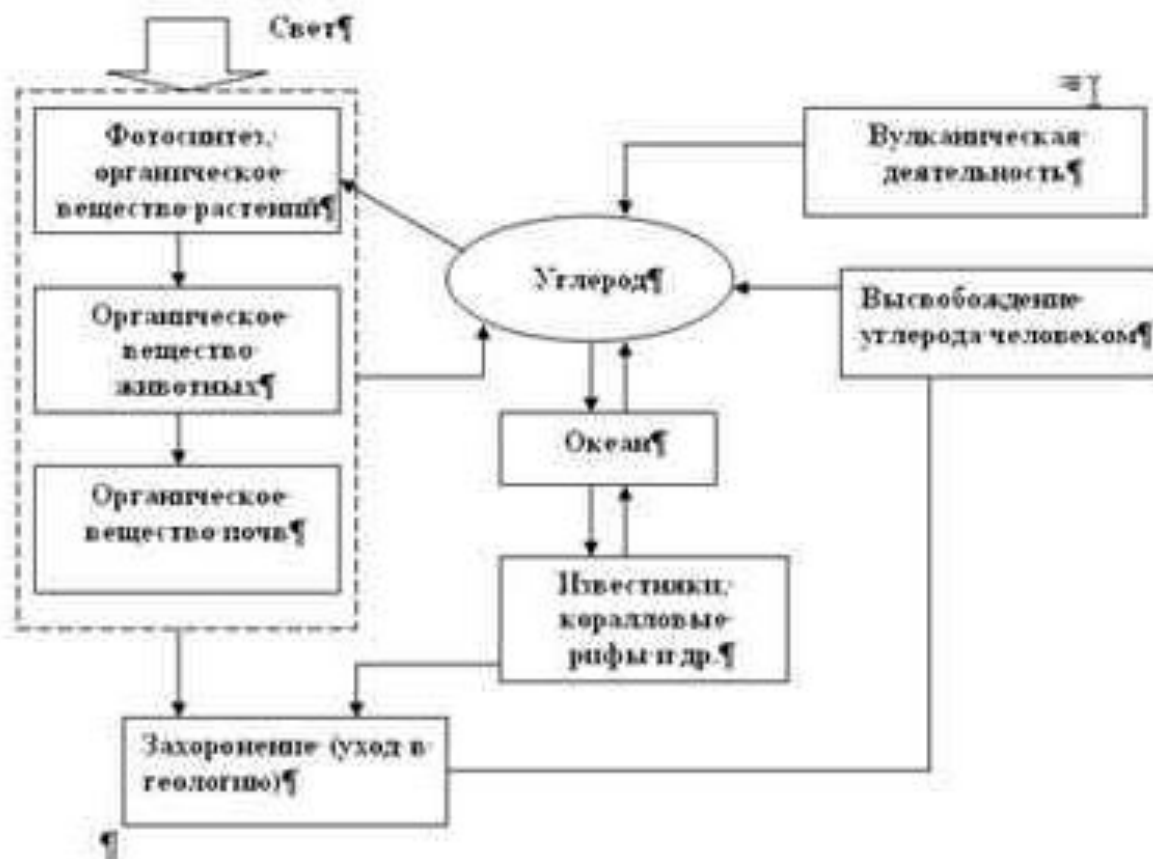 Свет¶
Фотосинтез,
органическое
вещество растений¶
Вулканическая
деятельность¶
Углерод¶
Высвобождение
углерода человеком¶
Органическое
вещество
животных¶
Океан¶
Органическое
вещество почв¶
Известняки,
коралловые
рифы и др.¶
Захоронение (уход в
геологию)¶
¶